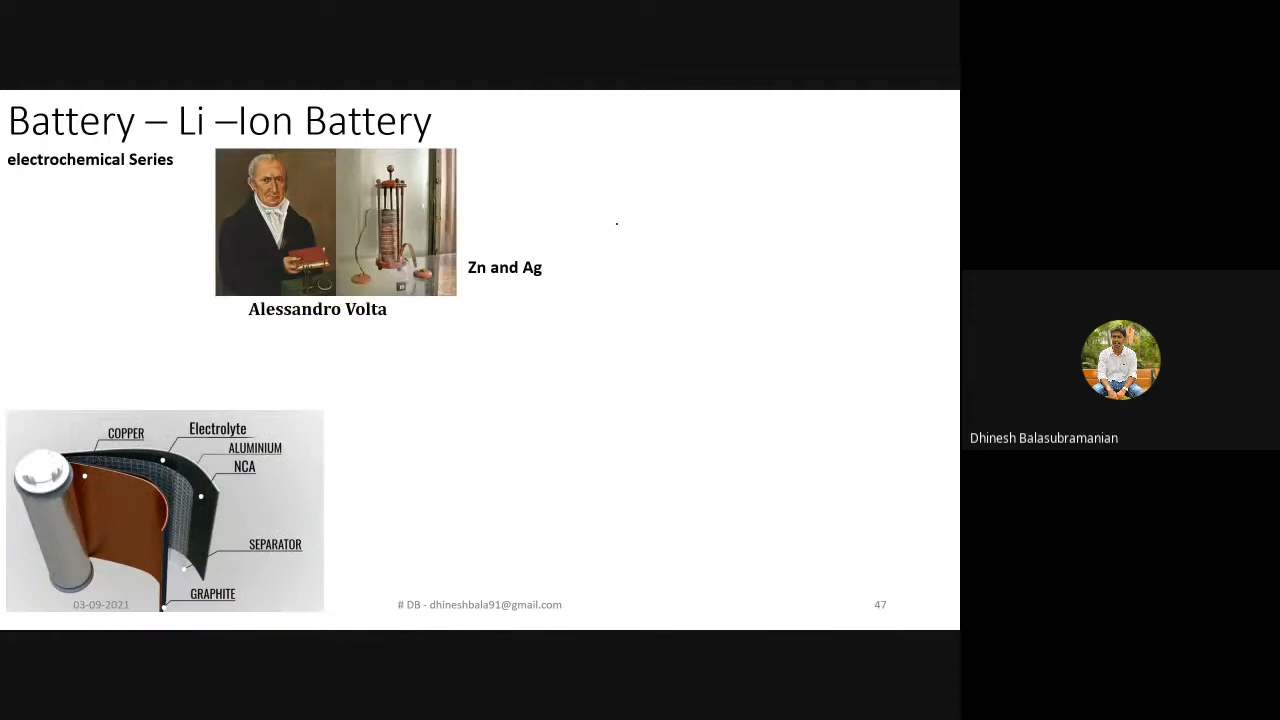 Battery – Li –Ion Battery
electrochemical Series
Zn and Ag
Alessandro Volta
COPPER
Electrolyte
ALUMINIUM
NCA
SEPARATOR
GRAPHITE
03-09-2021
# DB - dhineshbala91@gmail.com
47
Dhinesh Balasubramanian